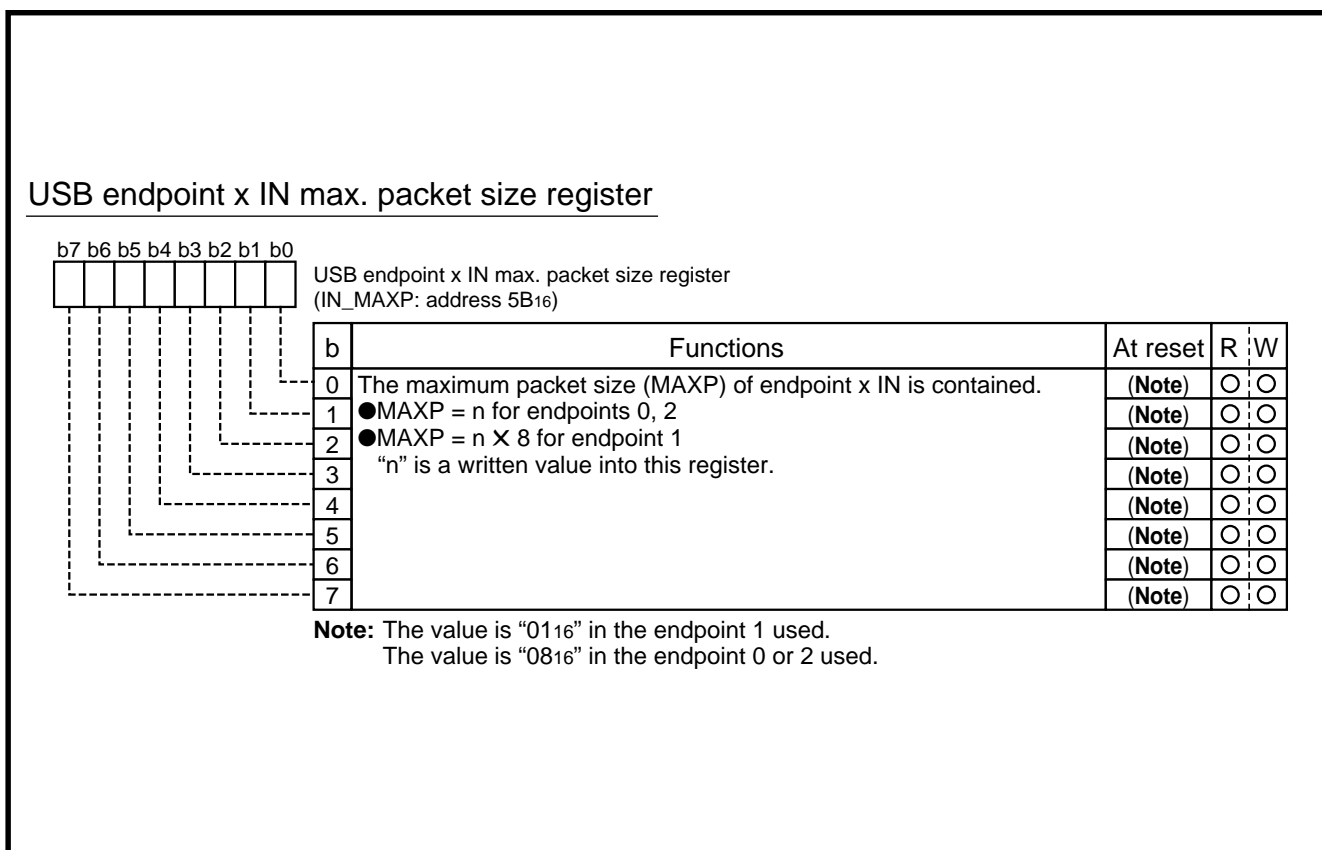 USB endpoint x IN max. packet size register
b7 b6 b5 b4 b3 b2 b1 b0
USB endpoint x IN max. packet size register
(IN_MAXP: address 5B16)
b Functions At reset R W
0 The maximum packet size (MAXP) of endpoint x IN is contained. (Note) O O
1 ●MAXP = n for endpoints 0, 2 (Note) O O
2 ●MAXP = n ✕ 8 for endpoint 1 (Note) O O
3 “n” is a written value into this register. (Note) O O
4 (Note) O O
5 (Note) O O
6 (Note) O O
7 (Note) O O
Note: The value is “0116” in the endpoint 1 used.
The value is “0816” in the endpoint 0 or 2 used.